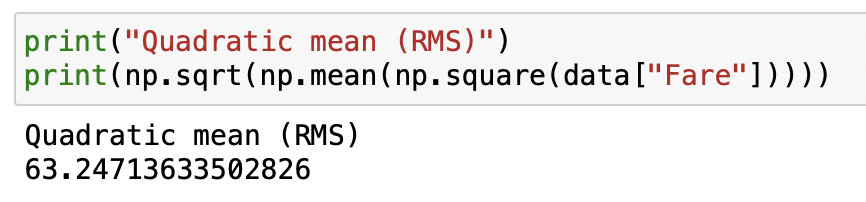 print("Quadratic mean (RMS)")
print(np.sqrt(np.mean(np.square(data["Fare"]))))
Quadratic mean (RMS)
63.24713633502826